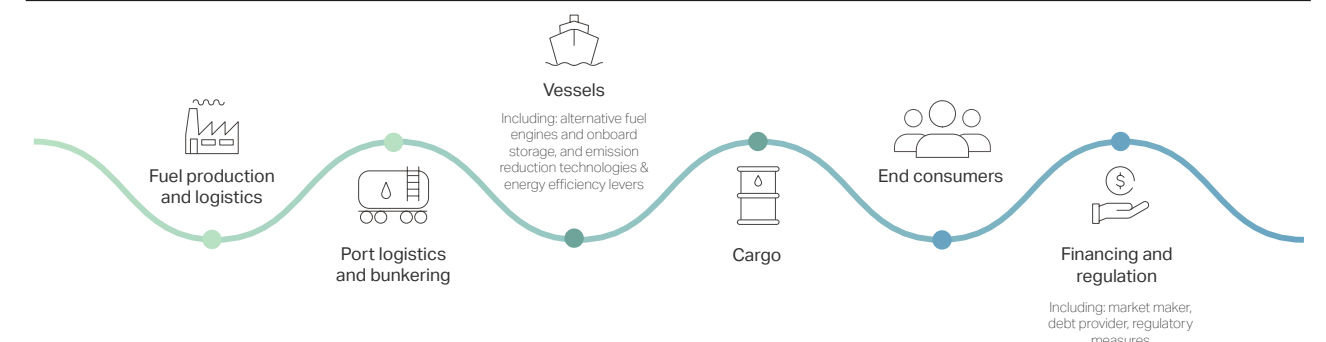 Fuel production
and logistics
Port logistics
and bunkering
Vessels
Including: alternative fuel
engines and onboard
storage, and emission
reduction technologies &
energy efficiency levers
Cargo
End consumers
$
Financing and
regulation
Including: market maker,
debt provider, regulatory
measures